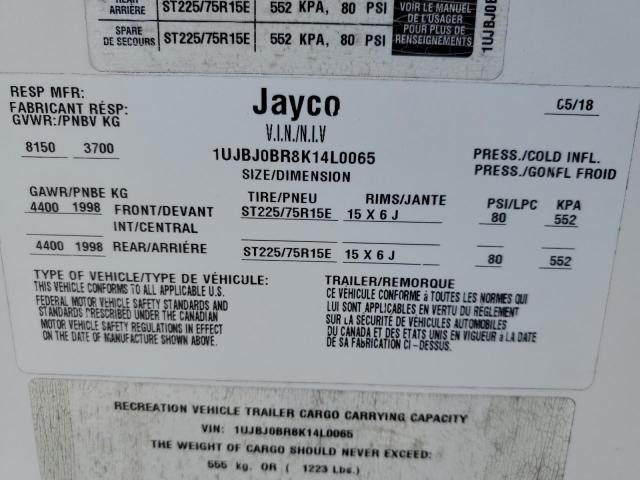 REAR
ARRIÈRE ST225/75R15E 552 KPA, 80 PSI
SPARE
DE SECOURS ST225/75R15E 552 KPA, 80 PSI
VOIR LE MANUEL
DE L'USAGER
POUR PLUS DE
RENSEIGNEMENTS
RESP MFR:
FABRICANT RÉSP:
GVWR:/PNBV KG
8150 3700
Jayco
V.I.N./N.I.V
1UJBJ0BR8K14L0065
SIZE/DIMENSION
05/18
PRESS./COLD INFL.
PRESS./GONFL FROID
GAWR/PNBE KG TIRE/PNEU RIMS/JANTE PSI/LPC KPA
4400 1998 FRONT/DEVANT ST225/75R15E 15 X 6 J 80 552
INT/CENTRAL
4400 1998 REAR/ARRIÉRE ST225/75R15E 15 X 6 J 80 552
TYPE OF VEHICLE/TYPE DE VÉHICULE: TRAILER/REMORQUE
THIS VEHICLE CONFORMS TO ALL APPLICABLE U.S.
FEDERAL MOTOR VEHICLE SAFETY STANDARDS AND
STANDARDS PRESCRIBED UNDER THE CANADIAN
MOTOR VEHICLE SAFETY REGULATIONS IN EFFECT
ON THE DATE OF MANUFACTURE SHOWN ABOVE.
CE VÉHICULE CONFORME à TOUTES LES NORMES QUI
LUI SONT APPLICABLES EN VERTU DU REGLEMENT
SUR LA SÉCURITÉ DE VÉHICULES AUTOMOBILES
DU CANADA ET DES ÉTATS UNIS EN VIGUEUR à LA DATE
DE SA FABRICATION CI - DESSUS.
RECREATION VEHICLE TRAILER CARGO CARRYING CAPACITY
VIN: 1UJBJ0BR8K14L0065
THE WEIGHT OF CARGO SHOULD NEVER EXCEED:
555 kg. OR ( 1223 Lbs.)